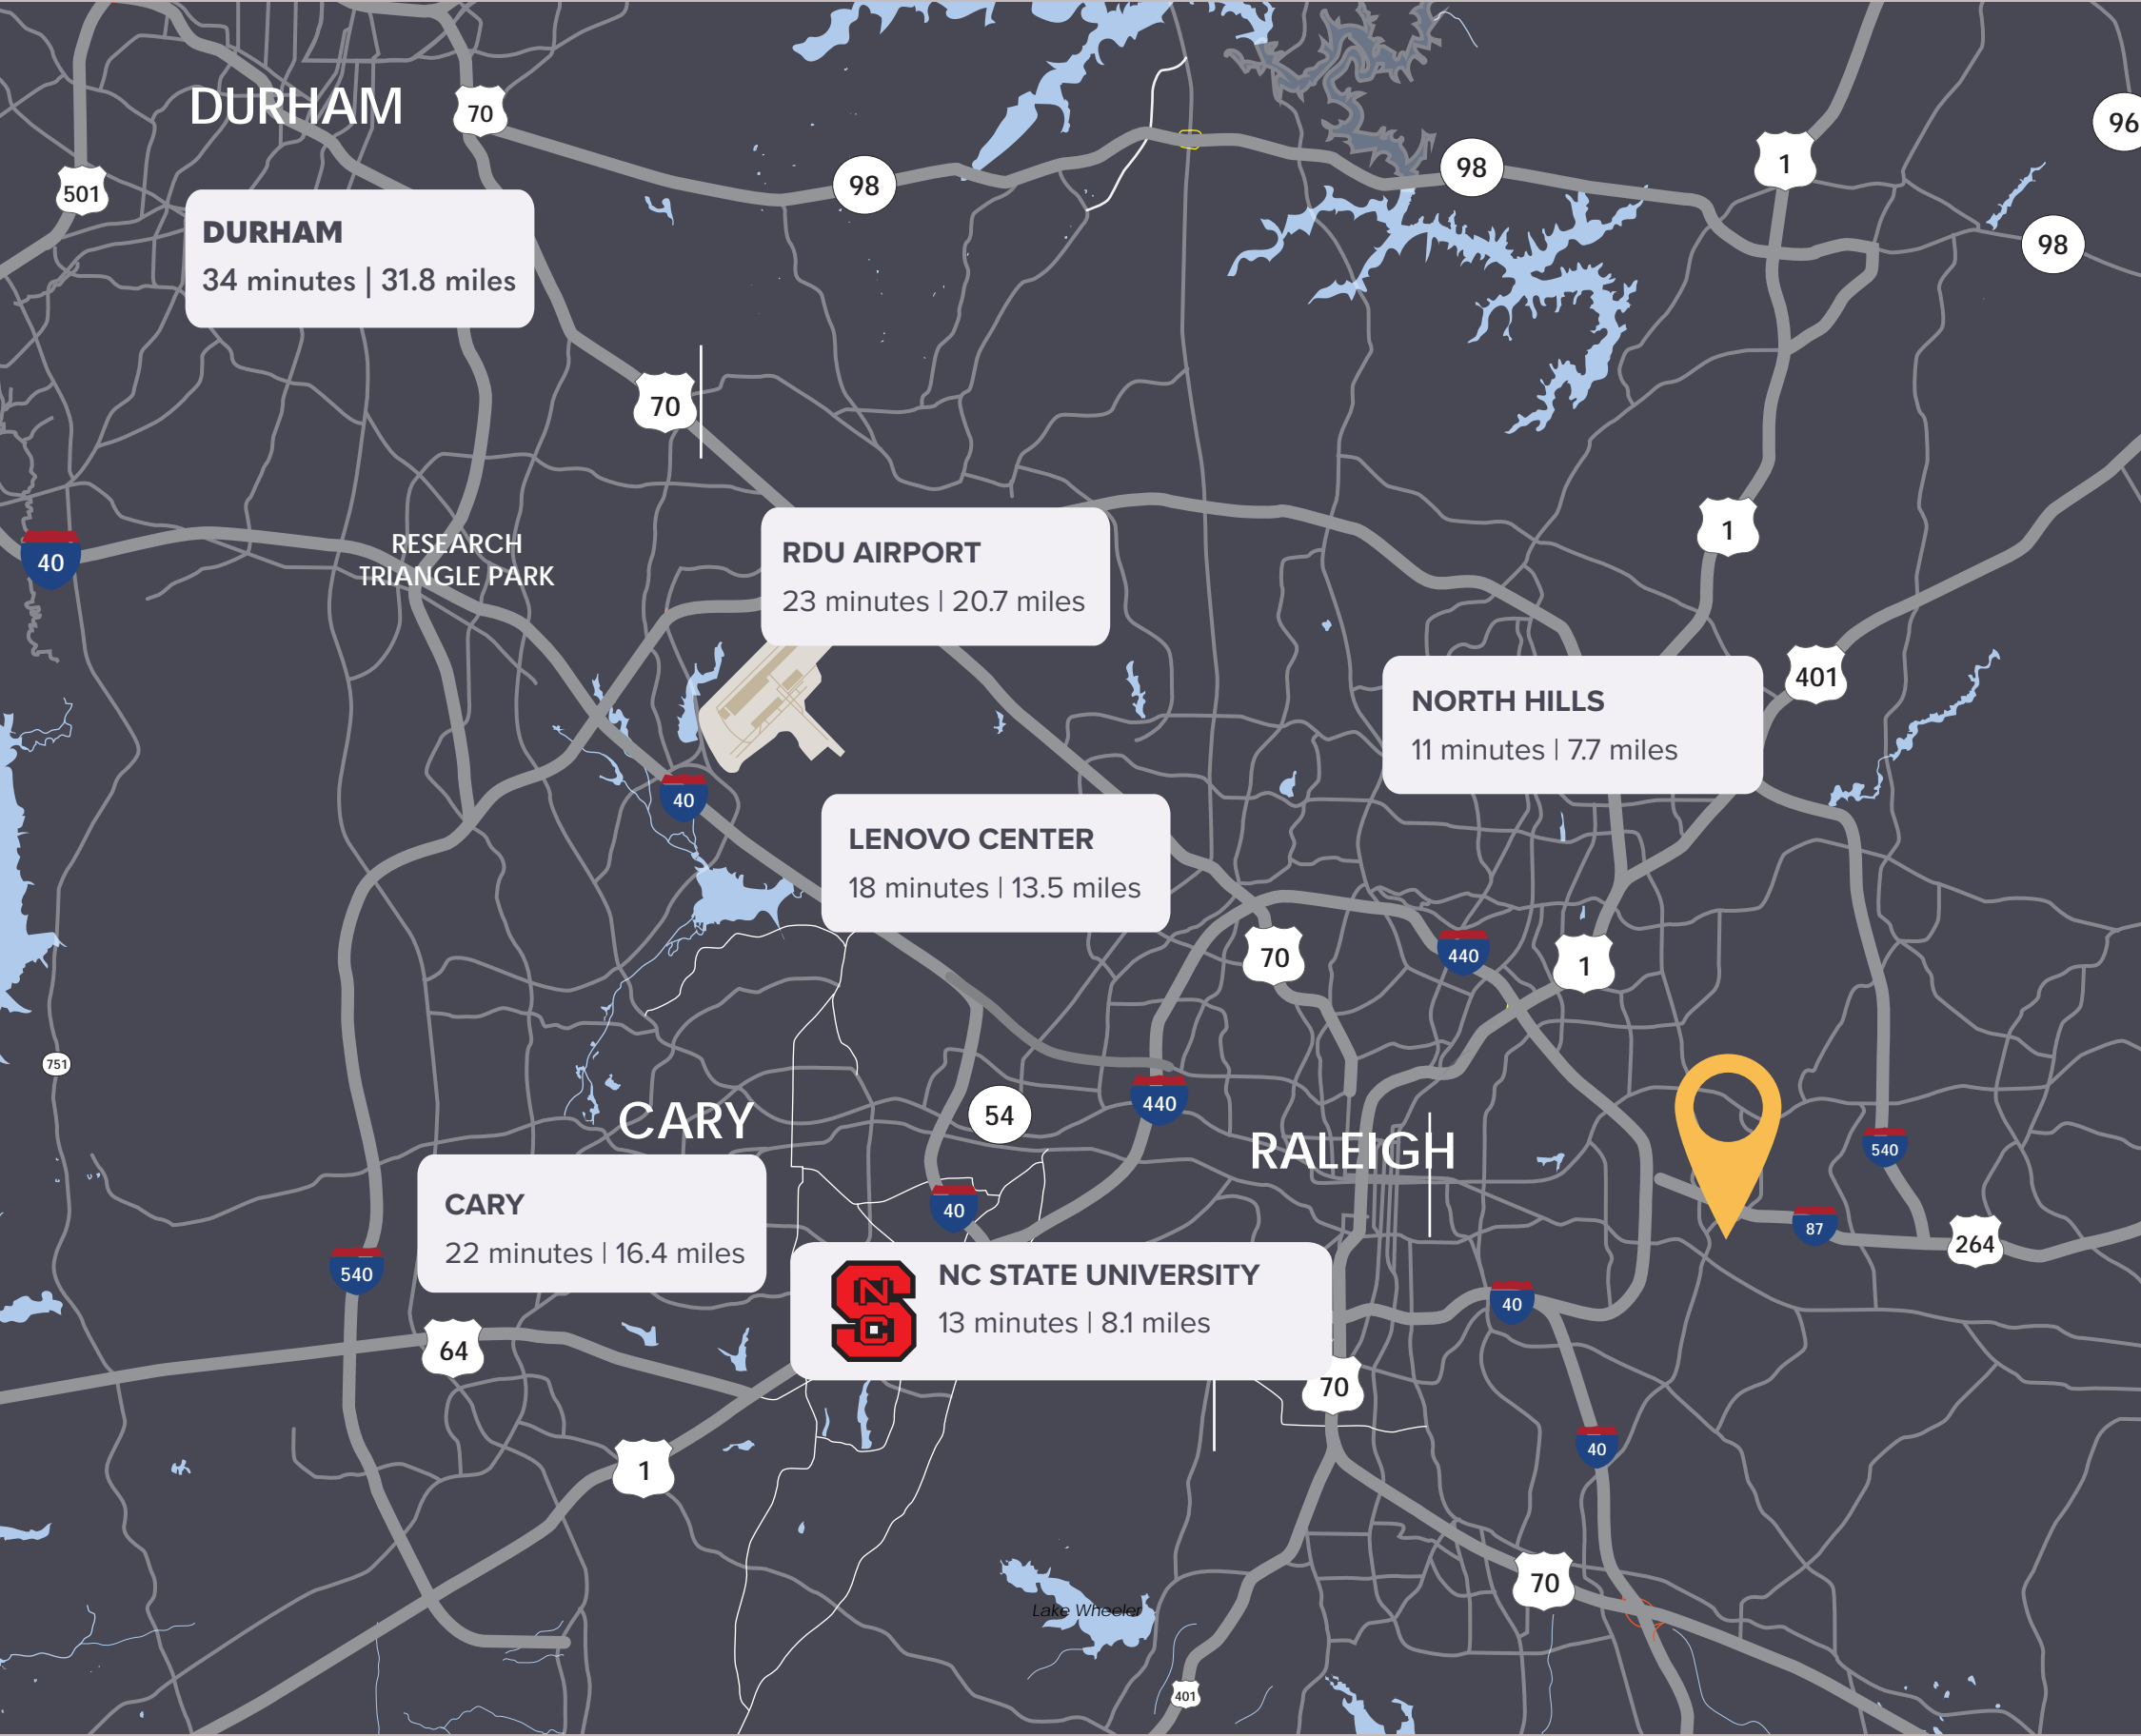 DURHAM
70
98
98
1
96
501
98
DURHAM
34 minutes | 31.8 miles
70
1
40
RESEARCH
TRIANGLE PARK
RDU AIRPORT
23 minutes | 20.7 miles
401
NORTH HILLS
11 minutes | 7.7 miles
40
LENOVO CENTER
18 minutes | 13.5 miles
70
440
1
751
440
54
CARY
RALEIGH
540
CARY
22 minutes | 16.4 miles
40
87
264
540
NC STATE UNIVERSITY
13 minutes | 8.1 miles
NCS
40
64
70
40
1
70
Lake Wheeler
401